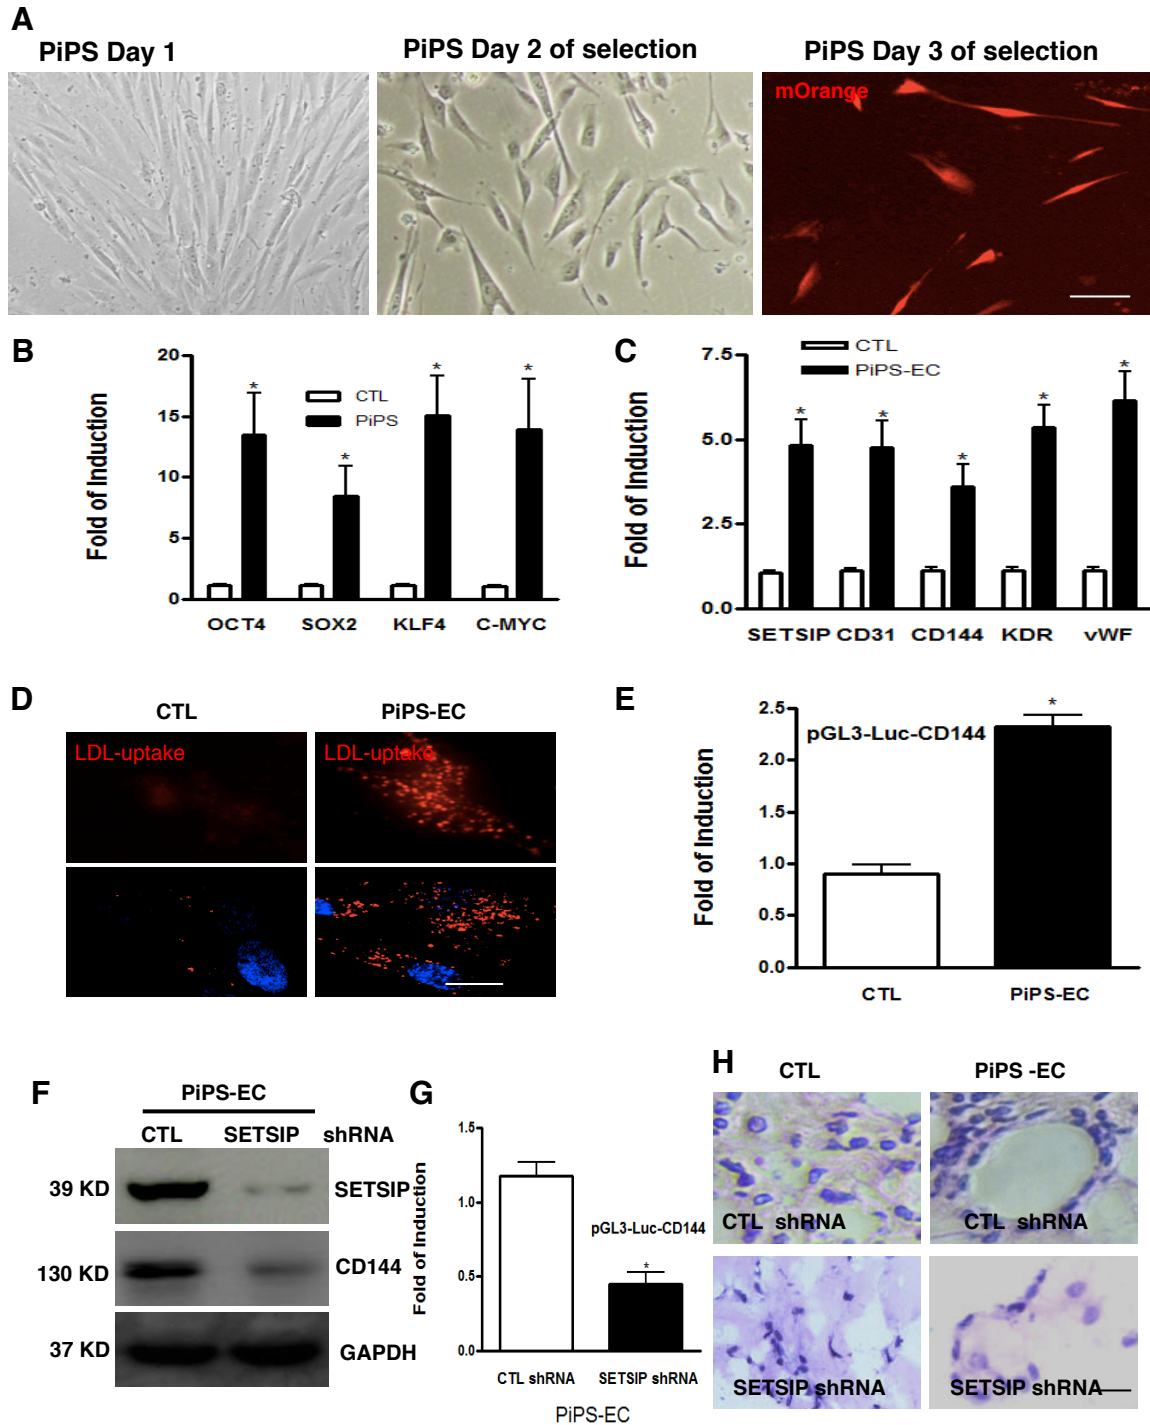 A
PiPS Day 1
PiPS Day 2 of selection
PiPS Day 3 of selection
mOrange
B
Fold of Induction
20
15
10
5
0
CTL
PiPS
*
*
*
*
OCT4 SOX2 KLF4 C-MYC
C
Fold of Induction
7.5
5.0
2.5
0.0
CTL
PiPS-EC
*
*
*
*
*
SETSIP CD31 CD144 KDR vWF
D
CTL PiPS-EC
LDL-uptake LDL-uptake
E
Fold of Induction
2.5
2.0
1.5
1.0
0.5
0.0
pGL3-Luc-CD144
*
CTL PiPS-EC
F
PiPS-EC
CTL SETSIP shRNA
39 KD SETSIP
130 KD CD144
37 KD GAPDH
G
Fold of Induction
1.5
1.0
0.5
0.0
pGL3-Luc-CD144
*
CTL shRNA SETSIP shRNA
PiPS-EC
H
CTL PiPS -EC
CTL shRNA CTL shRNA
SETSIP shRNA SETSIP shRNA